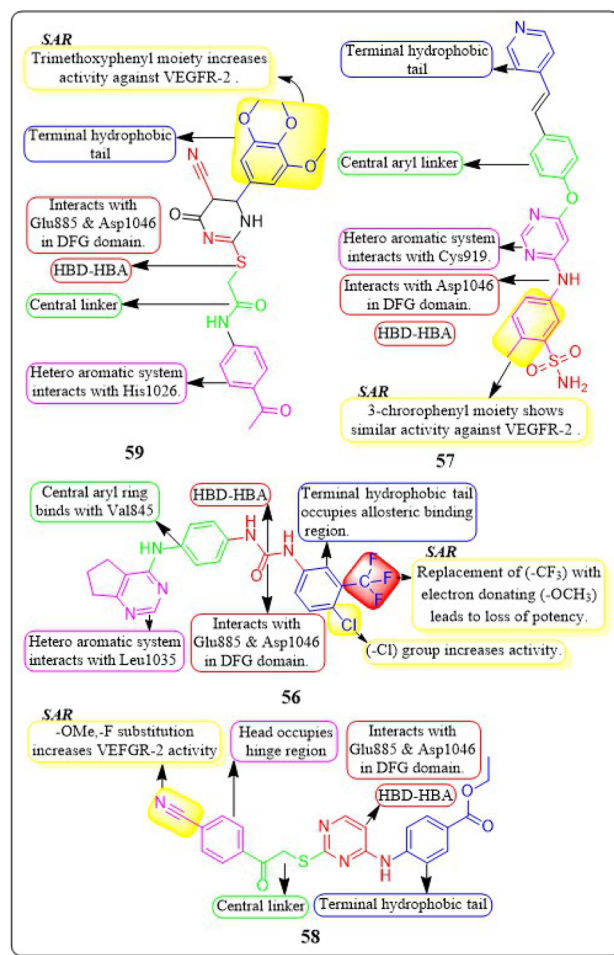 SAR
Trimethoxyphenyl moiety increases
activity against VEGFR-2 .
Terminal hydrophobic
tail
Interacts with
Glu885 & Asp1046
in DFG domain.
HBD-HBA
Central linker
Hetero aromatic system
interacts with His1026.
O
O
O
N
O
NH
N
S
O
HN
O
59
Terminal hydrophobic
tail
Central aryl linker
Hetero aromatic system
interacts with Cys919.
Interacts with Asp1046
in DFG domain.
HBD-HBA
N
O
N
N
NH
S
O
O
NH2
SAR
3-chrorophenyl moiety shows
similar activity against VEGFR-2 .
57
Central aryl ring
binds with Val845
HBD-HBA
Terminal hydrophobic tail
occupies allosteric binding
region.
SAR
Replacement of (-CF3) with
electron donating (-OCH3)
leads to loss of potency.
(-Cl) group increases activity.
Interacts with
Glu885 & Asp1046
in DFG domain.
Hetero aromatic system
interacts with Leu1035
HN
N
N
H
N
O
NH
F
C
F
F
Cl
56
SAR
-OMe,-F substitution
increases VEFGR-2 activity
Head occupies
hinge region
Interacts with
Glu885 & Asp1046
in DFG domain.
HBD-HBA
N
O
S
N
N
NH
O
O
Central linker
Terminal hydrophobic tail
58